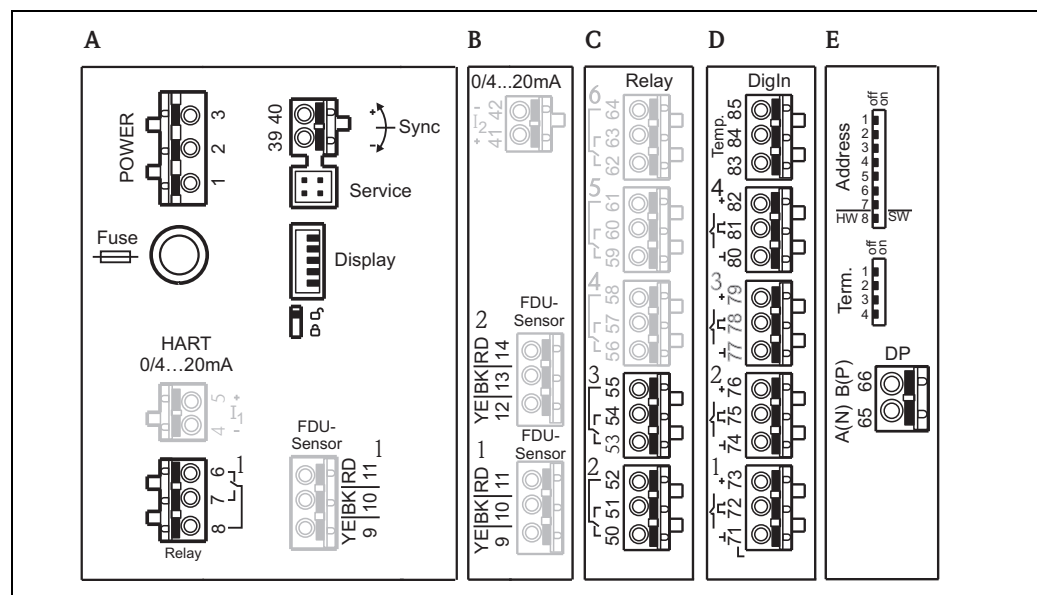 A
POWER
1 2 3
39 40
+
-
Sync
Service
Fuse
Display
HART
0/4...20mA
4 5
+
I1
-
6 7 8
1
Relay
FDU-
Sensor
1
YE BK RD
9 10 11
B
0/4...20mA
-
I2
+
41 42
FDU-
Sensor
2
YE BK RD
12 13 14
FDU-
Sensor
1
YE BK RD
9 10 11
C
Relay
6
62 63 64
5
59 60 61
4
56 57 58
3
53 54 55
2
50 51 52
D
DigIn
Temp.
83 84 85
4
+
80 81 82
3
+
77 78 79
2
+
74 75 76
1
+
71 72 73
E
off
on
Address
1
2
3
4
5
6
7
HW 8 SW
off
on
Term.
1
2
3
4
DP
A(N) B(P)
65 66